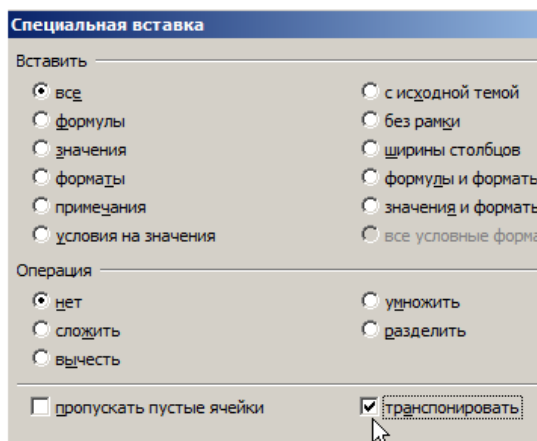 Специальная вставка
Вставить
все с исходной темой
формулы без рамки
значения ширины столбцов
форматы формулы и форматы
примечания значения и форматы
условия на значения все условные
Операция
нет умножить
сложить разделить
вычесть
пропускать пустые ячейки транспонировать